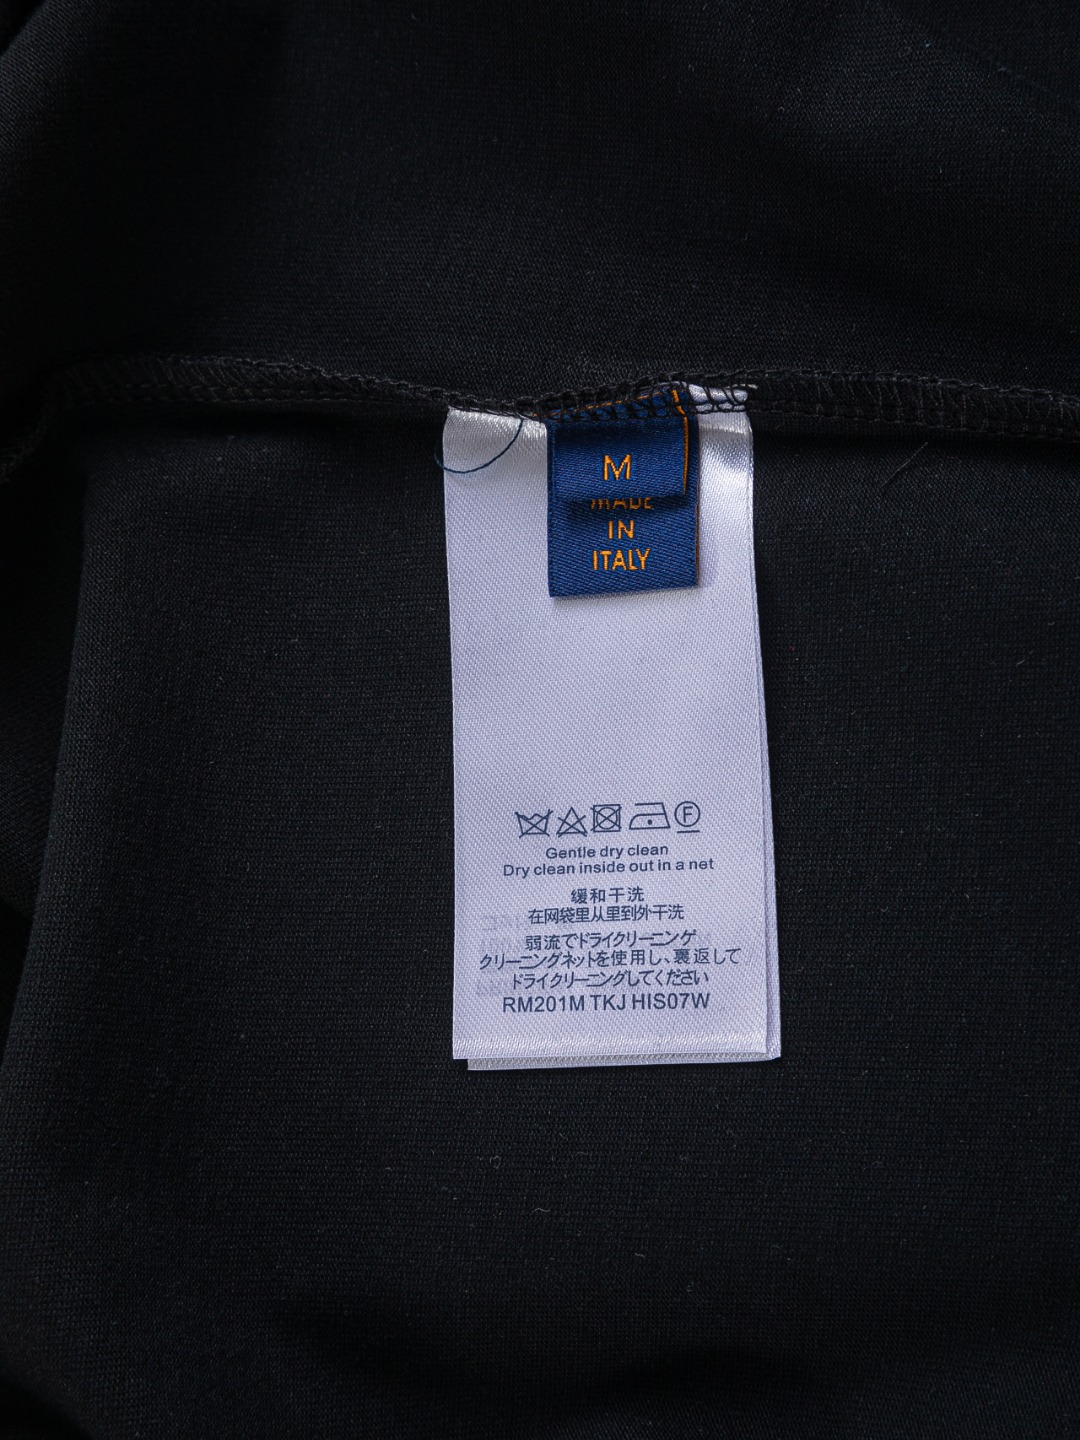 M
MADE
IN
ITALY
F
Gentle dry clean
Dry clean inside out in a net
缓和干洗
在网袋里从里到外干洗
弱流でドライクリーニンゲ
クリーニングネットを使用し、裏返して
ドライクリーニングしてください
RM201M TKJ HIS07W